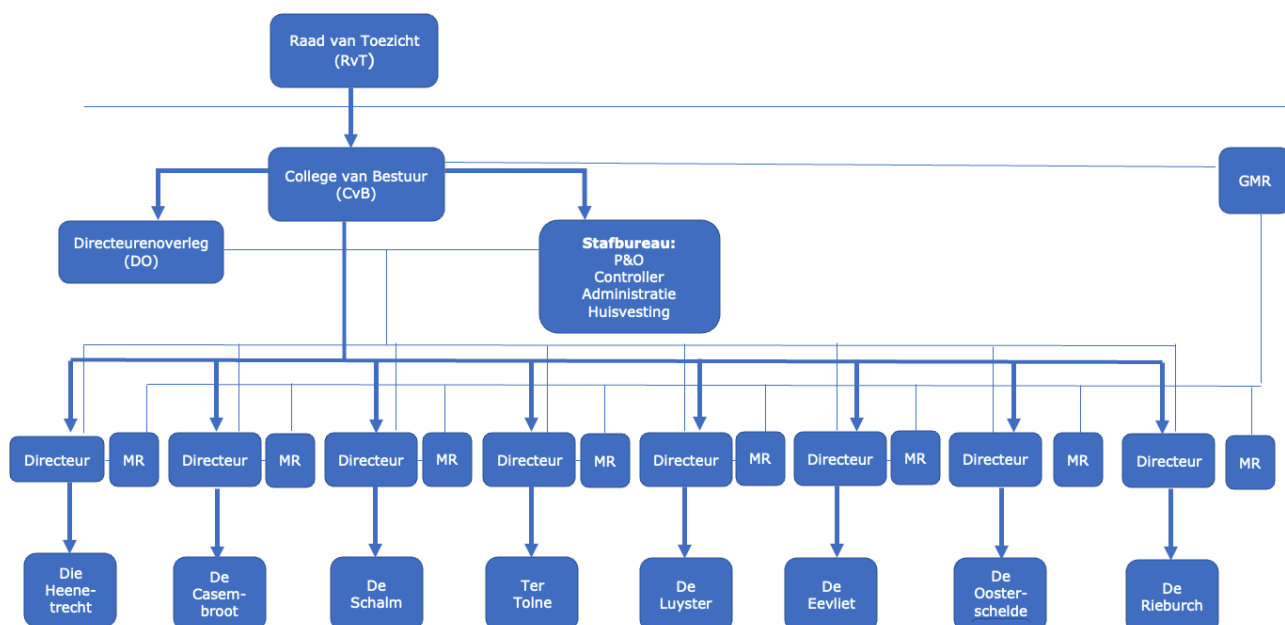 Raad van Toezicht
(RvT)
College van Bestuur
(CvB)
GMR
Directeurenoverleg
(DO)
Stafbureau:
P&O
Controller
Administratie
Huisvesting
Directeur
MR
Directeur
MR
Directeur
MR
Directeur
MR
Directeur
MR
Directeur
MR
Directeur
MR
Directeur
MR
Die
Heene-
trecht
De
Casem-
broot
De
Schalm
Ter
Tolne
De
Luyster
De
Eevliet
De
Ooster-
schelde
De
Rieburch